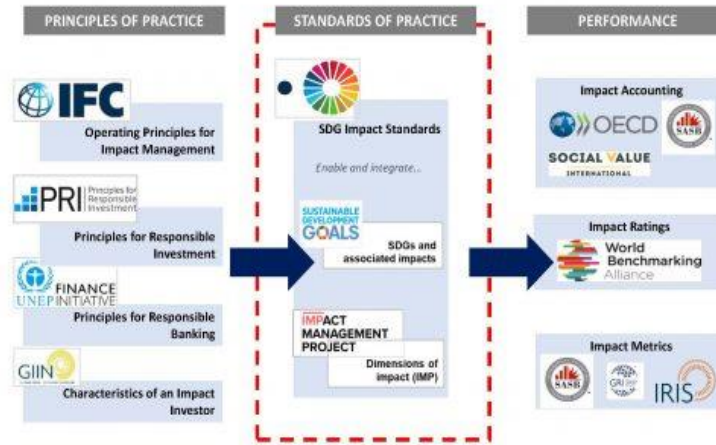 PRINCIPLES OF PRACTICE
IFC
Operating Principles for
Impact Management
PRI
Principles for
Responsible
Investment
Principles for Responsible
Investment
UNEP
FINANCE
INITIATIVE
Principles for Responsible
Banking
GIIN
Characteristics of an Impact
Investor
STANDARDS OF PRACTICE
SDG Impact Standards
Enable and integrate...
SUSTAINABLE
DEVELOPMENT
GOALS
SDGs and
associated impacts
IMPACT
MANAGEMENT
PROJECT
Dimensions of
impact (IMP)
PERFORMANCE
Impact Accounting
OECD
SASB
SOCIAL VALUE
INTERNATIONAL
Impact Ratings
World
Benchmarking
Alliance
Impact Metrics
SASB
GRI
IRIS